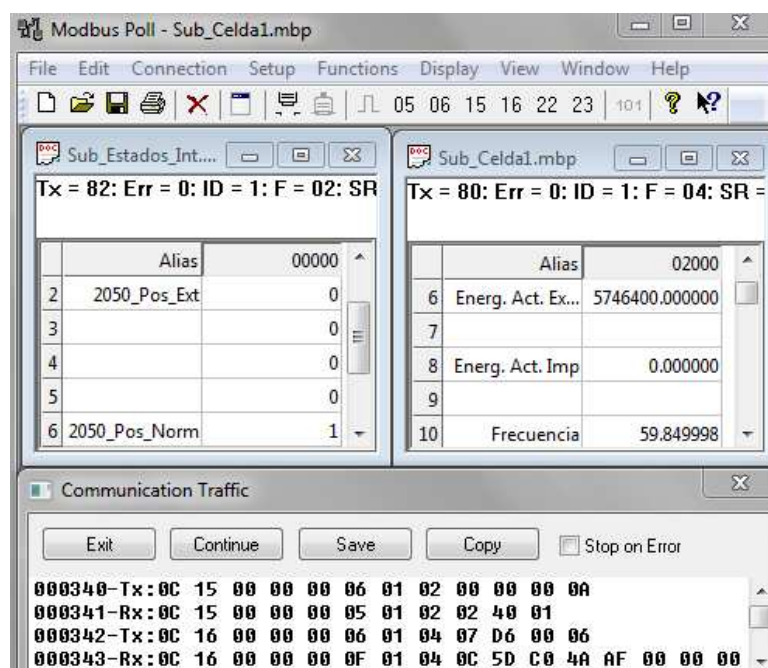 Modbus Poll - Sub_Celda1.mbp
File Edit Connection Setup Functions Display View Window Help
05 06 15 16 22 23 101
Sub_Estados_Int....
Tx = 82: Err = 0: ID = 1: F = 02: SR
Alias 00000
2 2050_Pos_Ext 0
3 0
4 0
5 0
6 2050_Pos_Norm 1
Sub_Celda1.mbp
Tx = 80: Err = 0: ID = 1: F = 04: SR =
Alias 02000
6 Energ. Act. Ex... 5746400.000000
7
8 Energ. Act. Imp 0.000000
9
10 Frecuencia 59.849998
Communication Traffic
Exit Continue Save Copy Stop on Error
000340-Tx:0C 15 00 00 00 06 01 02 00 00 00 0A
000341-Rx:0C 15 00 00 00 05 01 02 02 40 01
000342-Tx:0C 16 00 00 00 06 01 04 07 D6 00 06
000343-Rx:0C 16 00 00 00 0F 01 04 0C 5D C0 4A AF 00 00 00